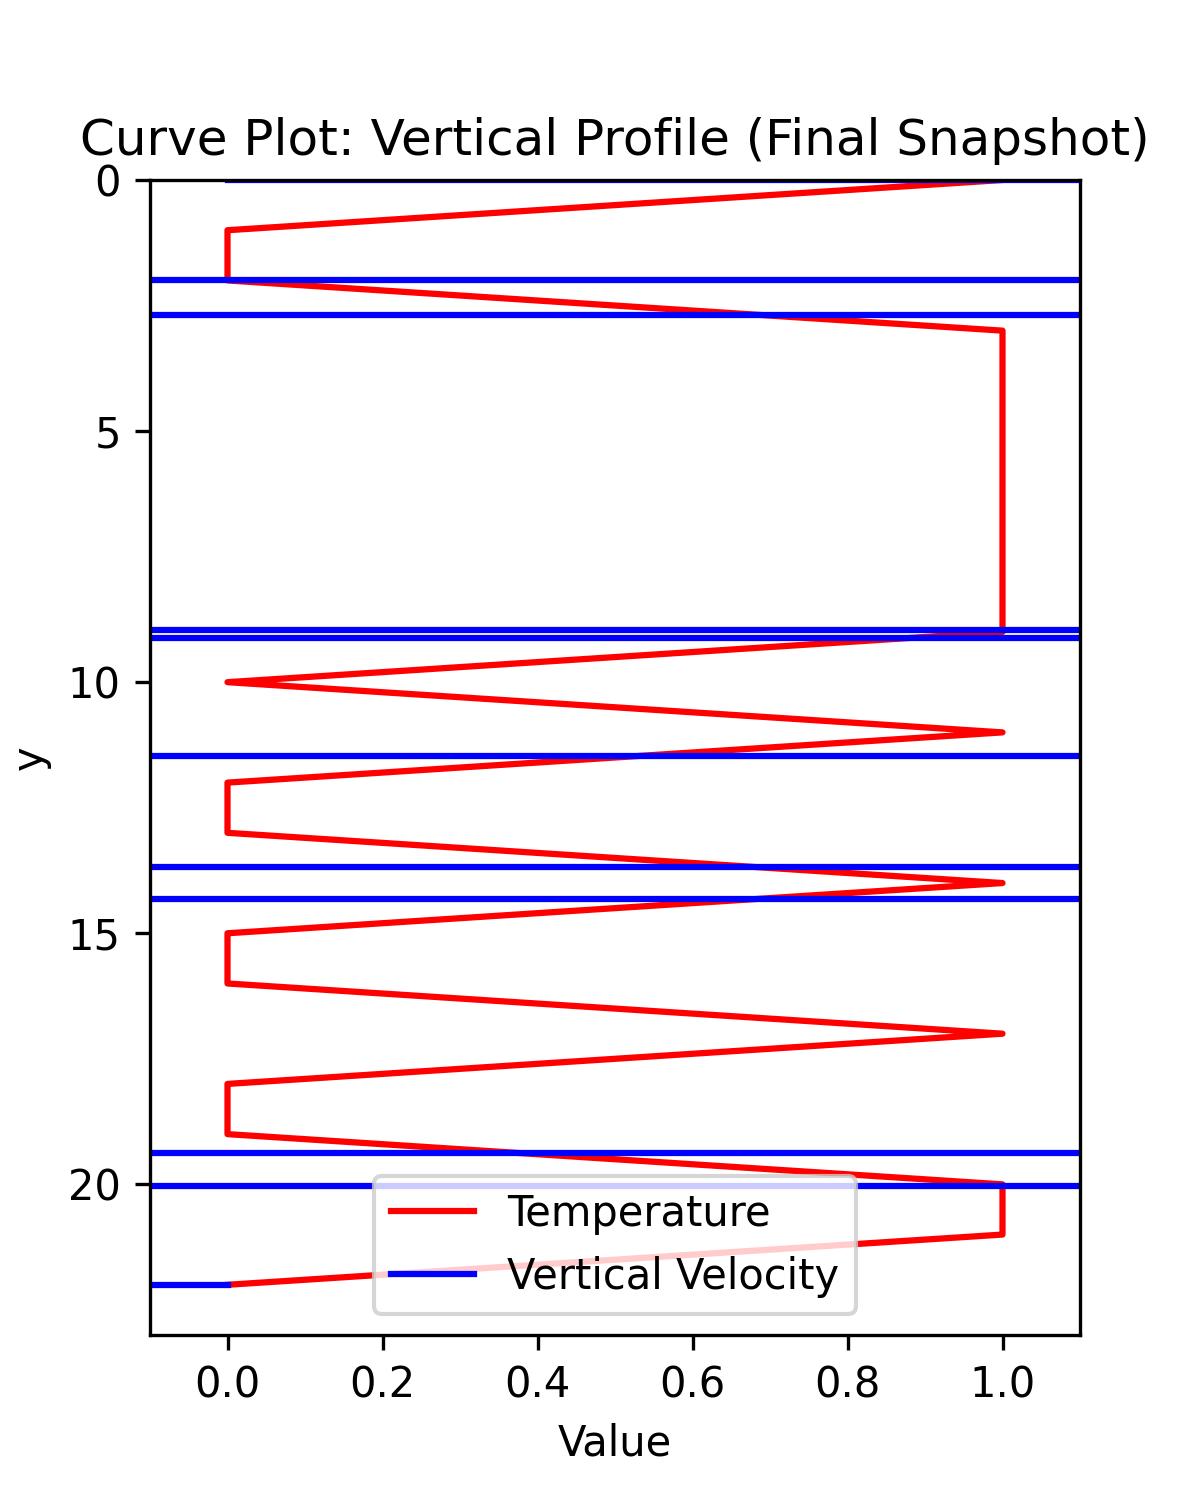 Curve Plot: Vertical Profile (Final Snapshot)
0
5
10
15
20
y
Temperature
Vertical Velocity
0.0 0.2 0.4 0.6 0.8 1.0
Value